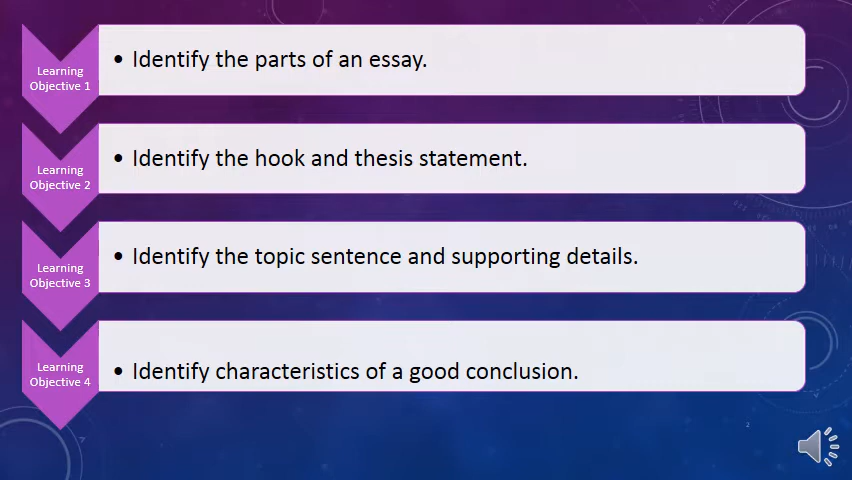 Learning
Objective 1
• Identify the parts of an essay.
Learning
Objective 2
• Identify the hook and thesis statement.
Learning
Objective 3
• Identify the topic sentence and supporting details.
Learning
Objective 4
• Identify characteristics of a good conclusion.
2